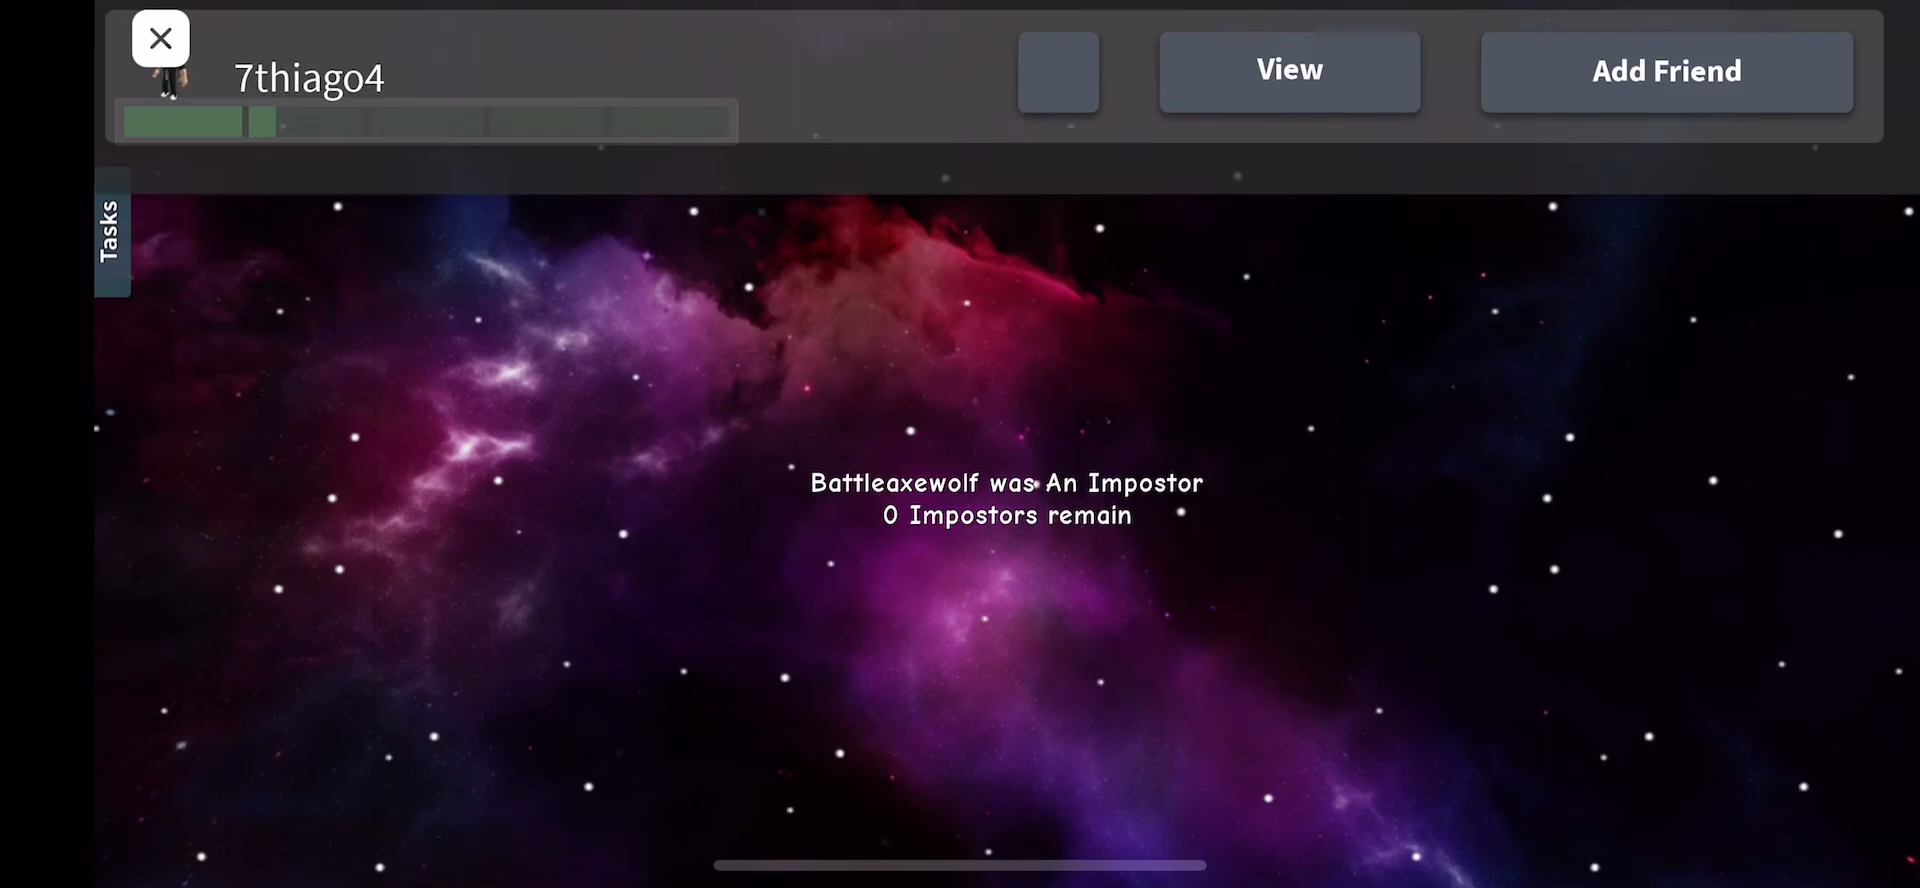 7thiago4
View
Add Friend
Tasks
Battleaxewolf was An Impostor
0 Impostors remain